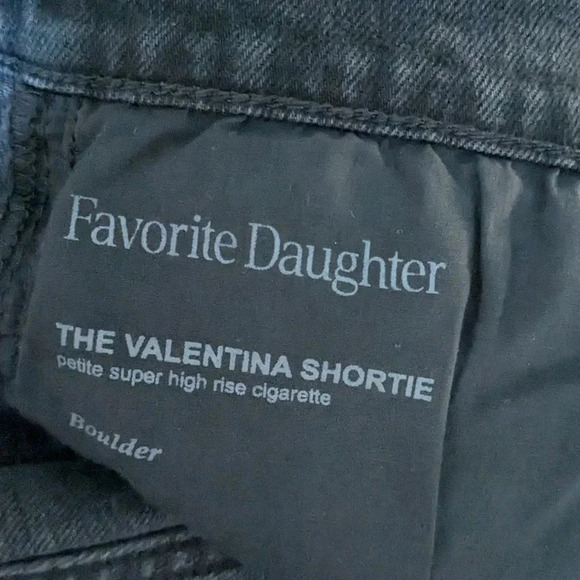 Favorite Daughter
THE VALENTINA SHORTIE
petite super high rise cigarette
Boulder